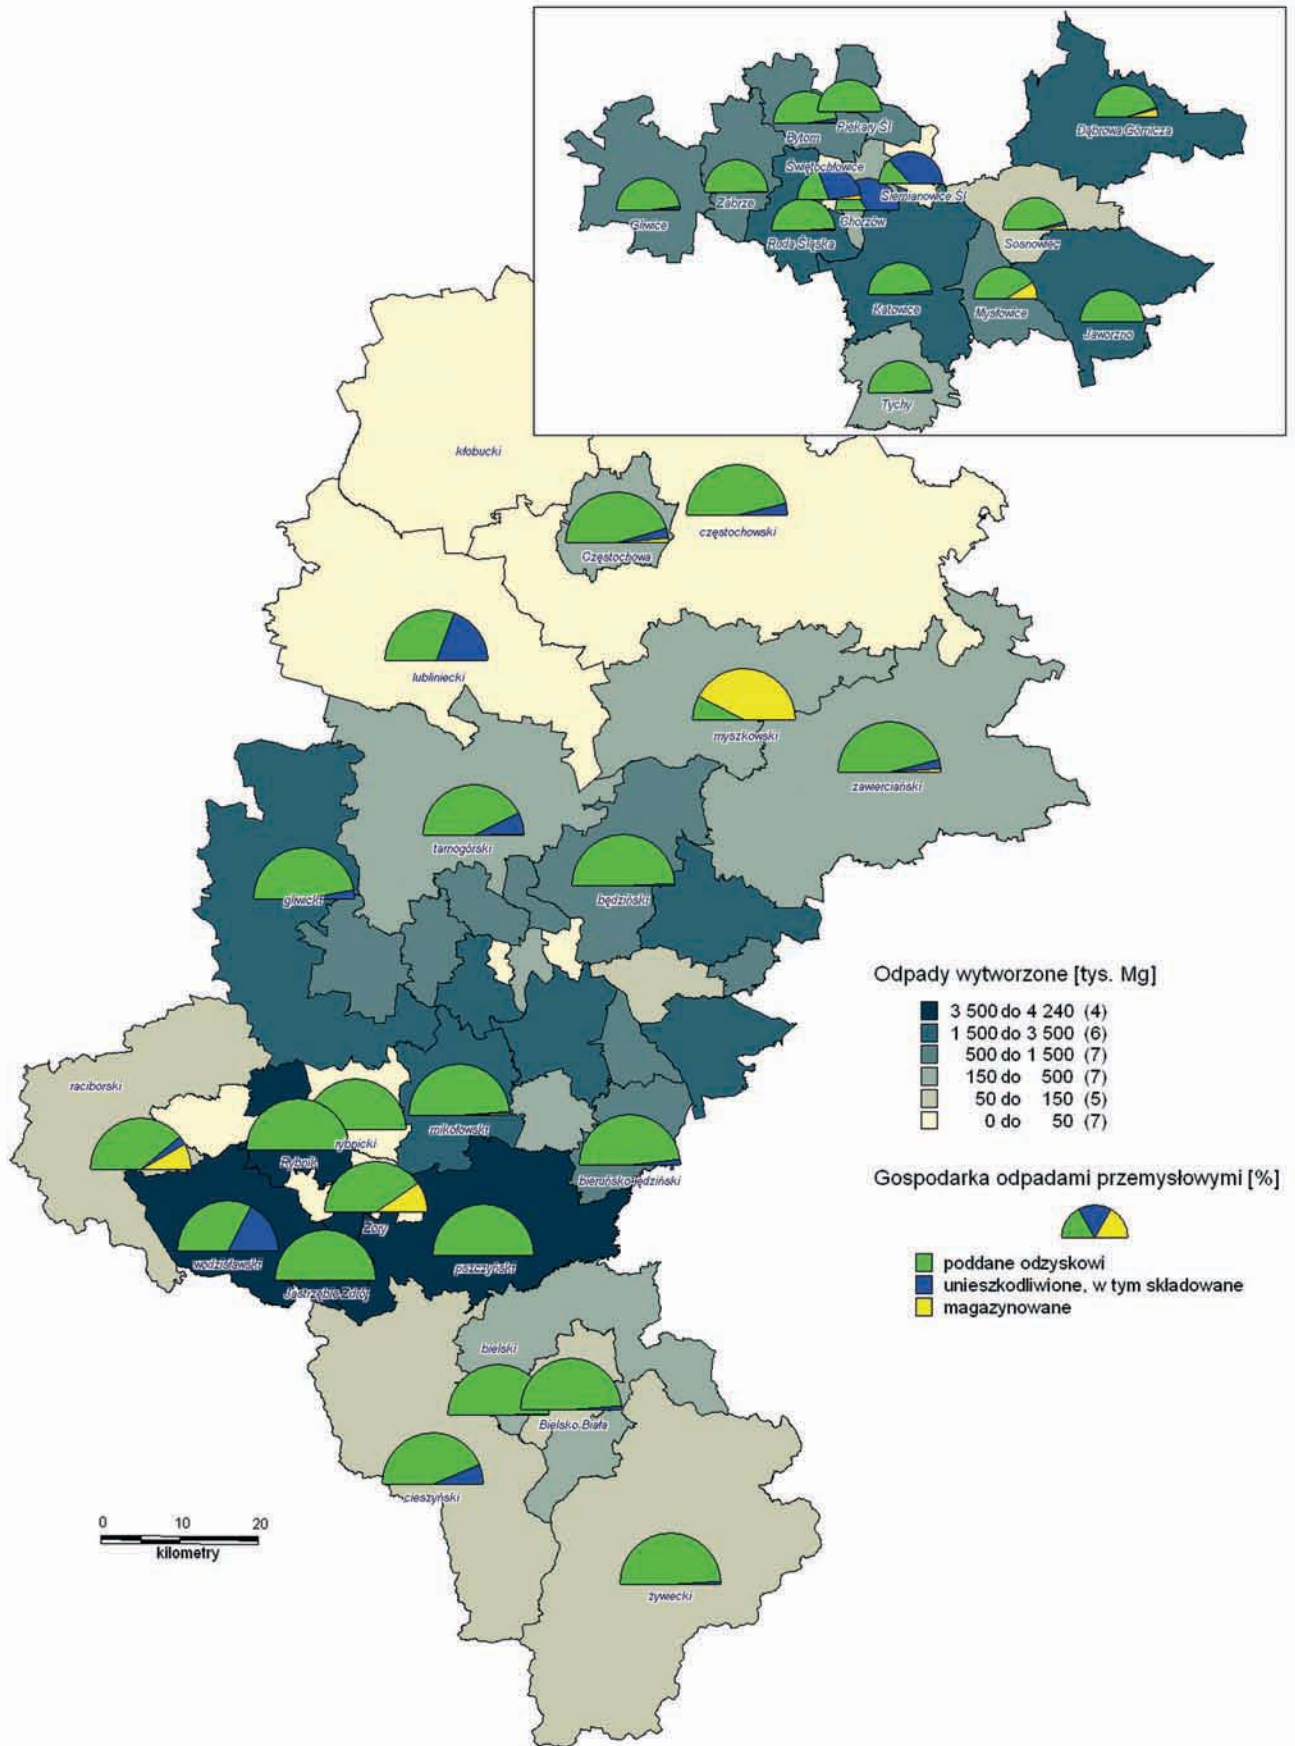 Bytom
Piekary Śl
Dąbrowa Górnicza
Świętochłowice
Siemianowice Śl
Zabrze
Gliwice
Chorzów
Ruda Śląska
Sosnowiec
Katowice
Mysłowice
Jaworzno
Tychy
kłobucki
częstochowski
Częstochowa
lubliniecki
myszkowski
zawierciański
tarnogórski
gliwicki
będziński
Odpady wytworzone [tys. Mg]
3 500 do 4 240 (4)
1 500 do 3 500 (6)
500 do 1 500 (7)
150 do 500 (7)
50 do 150 (5)
0 do 50 (7)
raciborski
mikołowski
rybnicki
Rybnik
bieruńsko-lędziński
Gospodarka odpadami przemysłowymi [%]
Żory
wodzisławski
pszczyński
Jastrzębie Zdrój
poddane odzyskowi
unieszkodliwione, w tym składowane
magazynowane
bielski
Bielsko Biała
cieszyński
0 10 20
kilometry
żywiecki